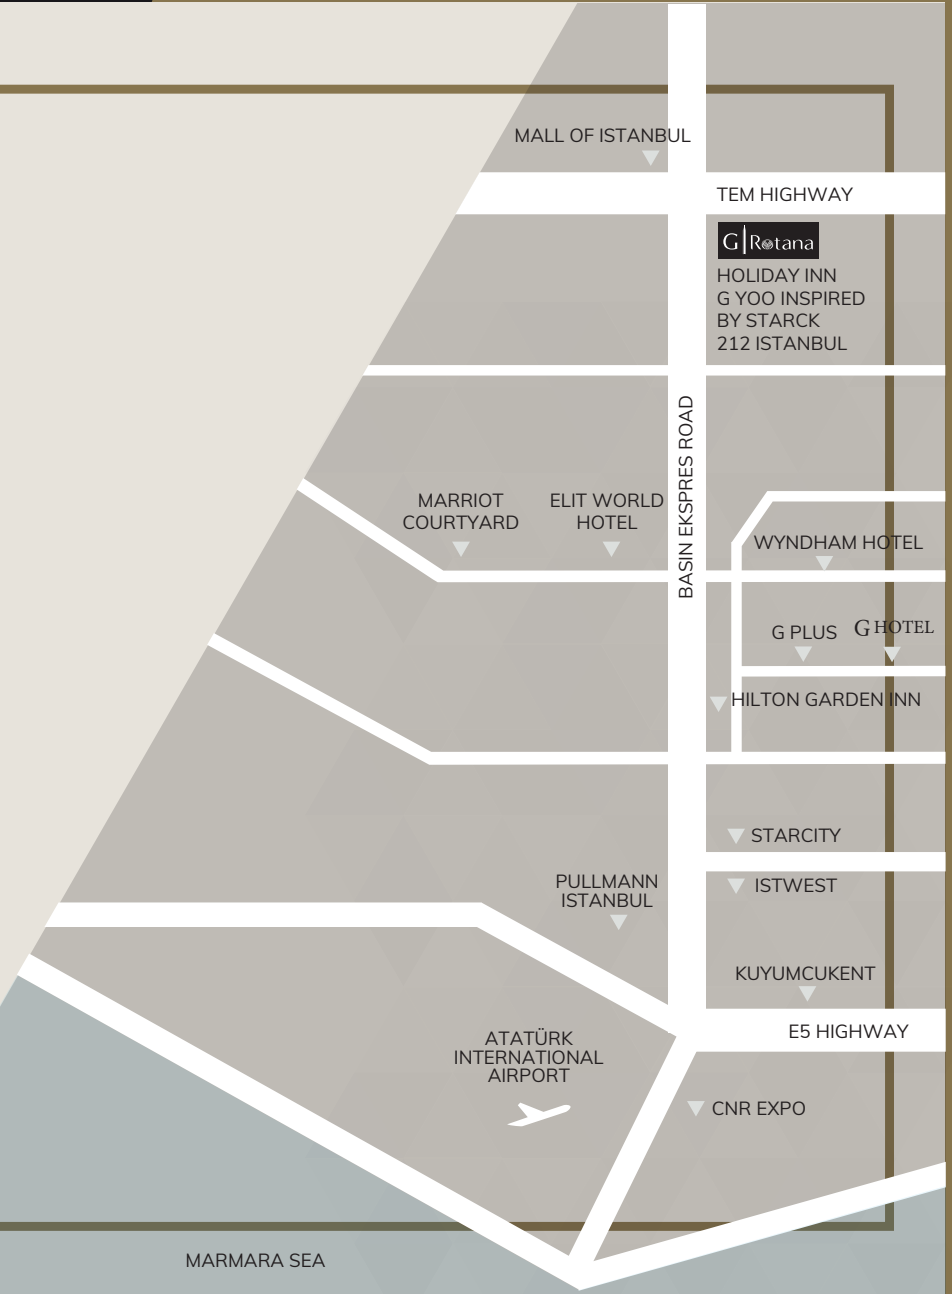 MALL OF ISTANBUL
TEM HIGHWAY
G Rotana
HOLIDAY INN
G YOO INSPIRED
BY STARCK
212 ISTANBUL
BASIN EKSPRES ROAD
MARRIOT
COURTYARD
ELIT WORLD
HOTEL
WYNDHAM HOTEL
G PLUS
G HOTEL
HILTON GARDEN INN
STARCITY
PULLMANN
ISTANBUL
ISTWEST
KUYUMCUKENT
E5 HIGHWAY
ATATÜRK
INTERNATIONAL
AIRPORT
CNR EXPO
MARMARA SEA